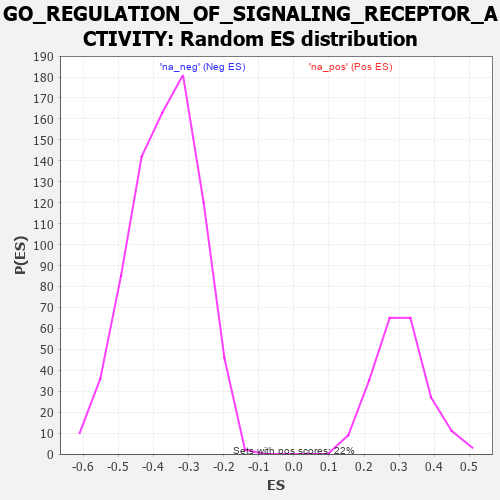 GO_REGULATION_OF_SIGNALING_RECEPTOR_A
CTIVITY: Random ES distribution
'na_neg' (Neg ES)
'na_pos' (Pos ES)
190
180
170
160
150
140
130
120
110
100
90
80
70
60
50
40
30
20
10
0
P(ES)
Sets with pos scores: 22%
-0.6 -0.5 -0.4 -0.3 -0.2 -0.1 0.0 0.1 0.2 0.3 0.4 0.5
ES